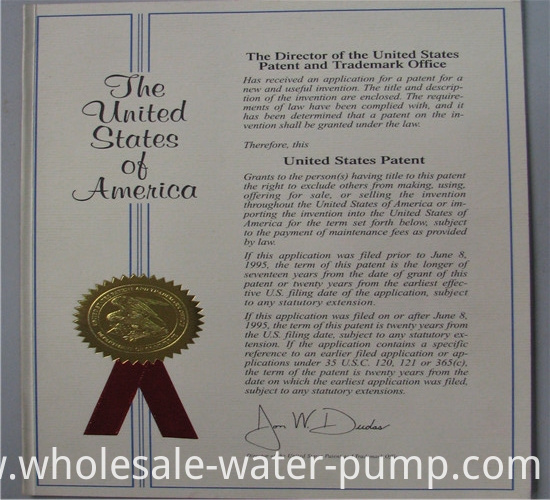 The
United
States
of
America
The Director of the United States
Patent and Trademark Office
Has received an application for a patent for a
new and useful invention. The title and descrip-
tion of the invention are enclosed. The require-
ments of law have been complied with, and it
has been determined that a patent on the in-
vention shall be granted under the law.
Therefore, this
United States Patent
Grants to the person(s) having title to this patent
the right to exclude others from making, using,
offering for sale, or selling the invention
throughout the United States of America or im-
porting the invention into the United States of
America for the term set forth below, subject
to the payment of maintenance fees as provided
by law.
If this application was filed prior to June 8,
1995, the term of this patent is the longer of
seventeen years from the date of grant of this
patent or twenty years from the earliest effec-
tive U.S. filing date of the application, subject
to any statutory extension.
If this application was filed on or after June 8,
1995, the term of this patent is twenty years from
the U.S. filing date, subject to any statutory ex-
tension. If the application contains a specific
reference to an earlier filed application or ap-
plications under 35 U.S.C. 120, 121 or 365(c),
the term of the patent is twenty years from the
date on which the earliest application was filed,
subject to any statutory extensions.
Jon W. Dudas
w.wholesale-water-pump.com